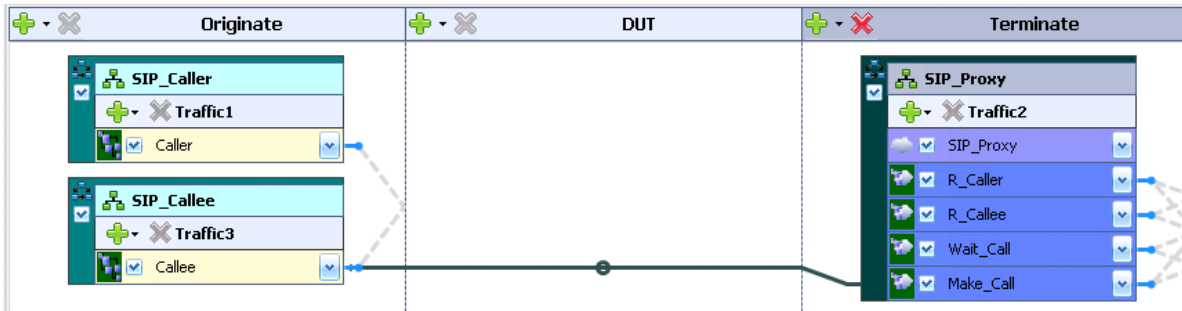 Originate
DUT
Terminate
SIP_Caller
Traffic1
Caller
SIP_Callee
Traffic3
Callee
SIP_Proxy
Traffic2
SIP_Proxy
R_Caller
R_Callee
Wait_Call
Make_Call